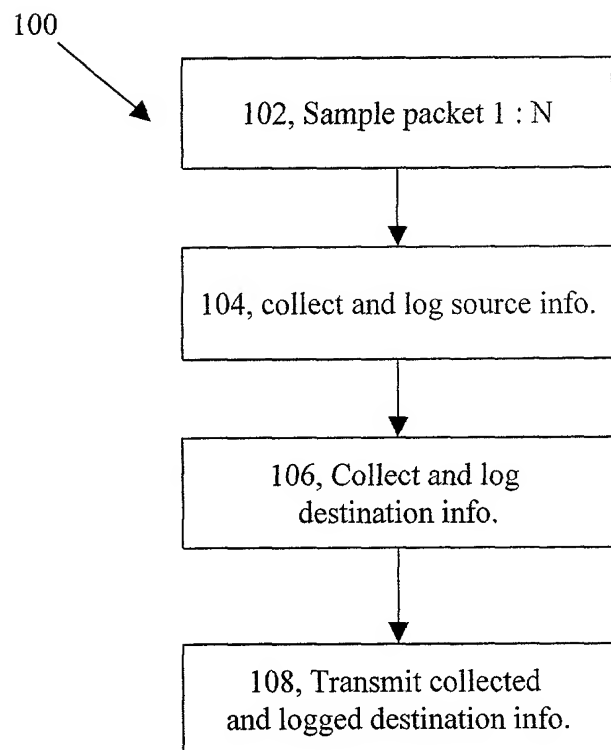 100
102, Sample packet 1 : N
104, collect and log source info.
106, Collect and log
destination info.
108, Transmit collected
and logged destination info.